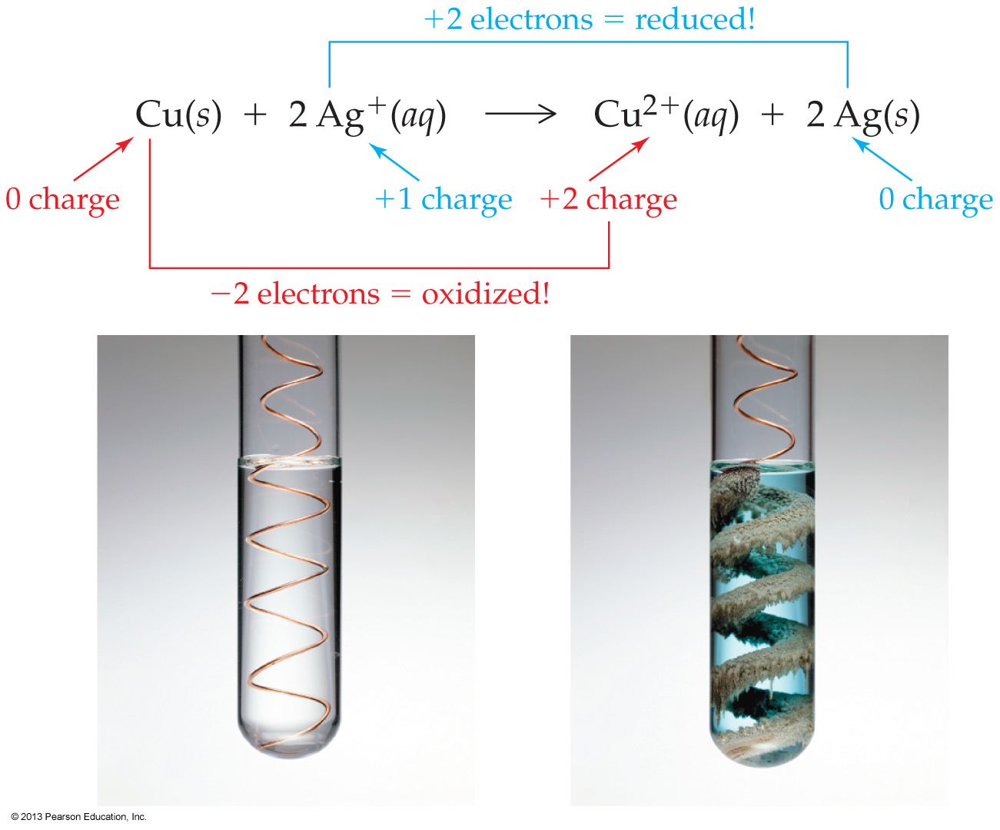 +2 electrons = reduced!
Cu(s) + 2 Ag⁺(aq) ⟶ Cu²⁺(aq) + 2 Ag(s)
0 charge +1 charge +2 charge 0 charge
−2 electrons = oxidized!
© 2013 Pearson Education, Inc.